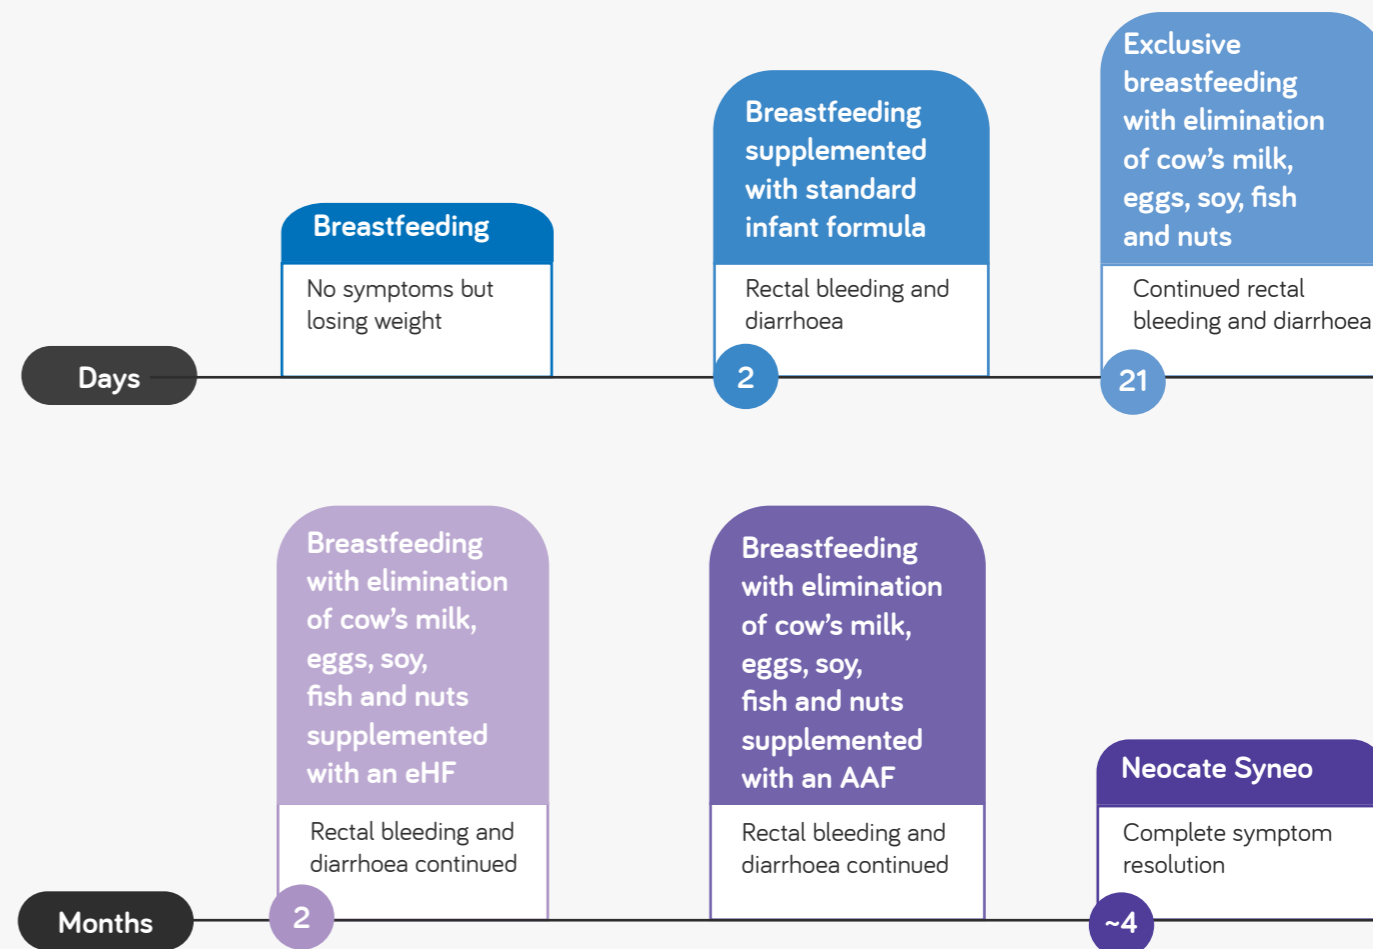 Days
Breastfeeding
No symptoms but
losing weight
Breastfeeding
supplemented
with standard
infant formula
Rectal bleeding and
diarrhoea
2
Exclusive
breastfeeding
with elimination
of cow’s milk,
eggs, soy, fish
and nuts
Continued rectal
bleeding and diarrhoea
21
Months
Breastfeeding
with elimination
of cow’s milk,
eggs, soy,
fish and nuts
supplemented
with an eHF
Rectal bleeding and
diarrhoea continued
2
Breastfeeding
with elimination
of cow’s milk,
eggs, soy,
fish and nuts
supplemented
with an AAF
Rectal bleeding and
diarrhoea continued
Neocate Syneo
Complete symptom
resolution
~4